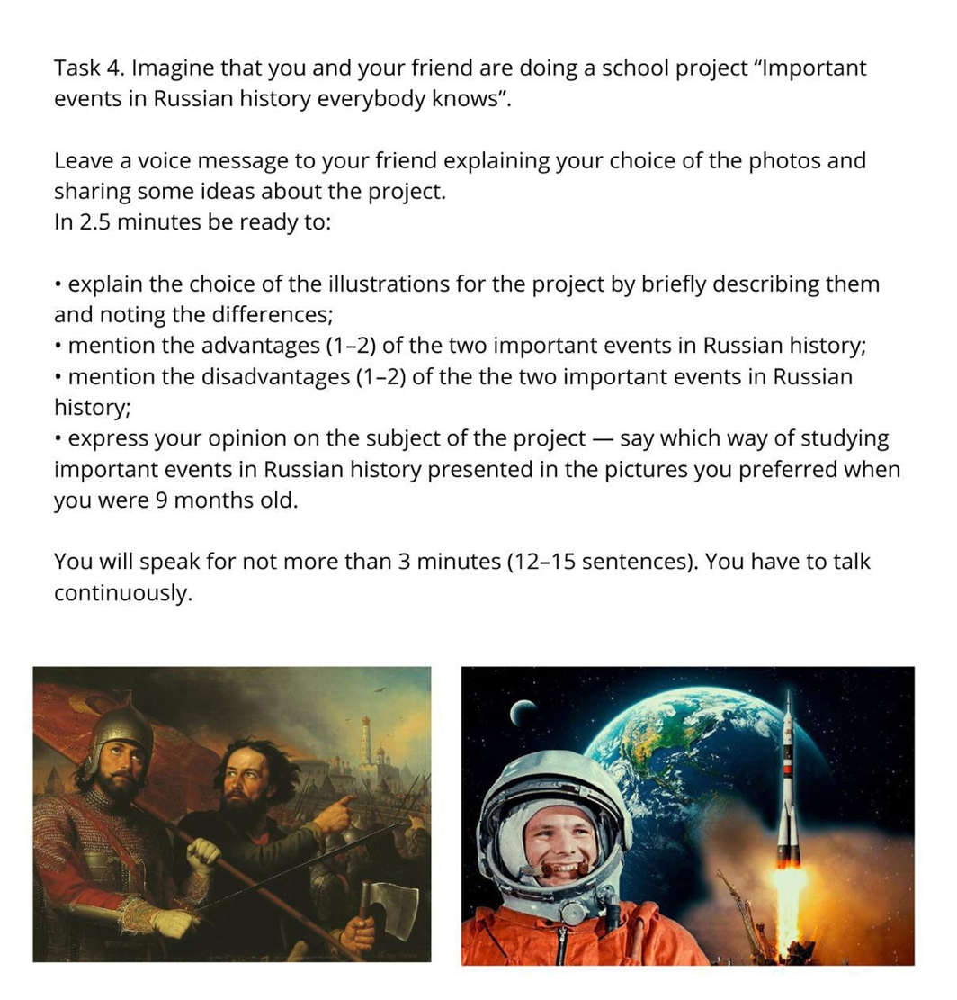 Task 4. Imagine that you and your friend are doing a school project “Important
events in Russian history everybody knows”.
Leave a voice message to your friend explaining your choice of the photos and
sharing some ideas about the project.
In 2.5 minutes be ready to:
• explain the choice of the illustrations for the project by briefly describing them
and noting the differences;
• mention the advantages (1–2) of the two important events in Russian history;
• mention the disadvantages (1–2) of the the two important events in Russian
history;
• express your opinion on the subject of the project — say which way of studying
important events in Russian history presented in the pictures you preferred when
you were 9 months old.
You will speak for not more than 3 minutes (12–15 sentences). You have to talk
continuously.